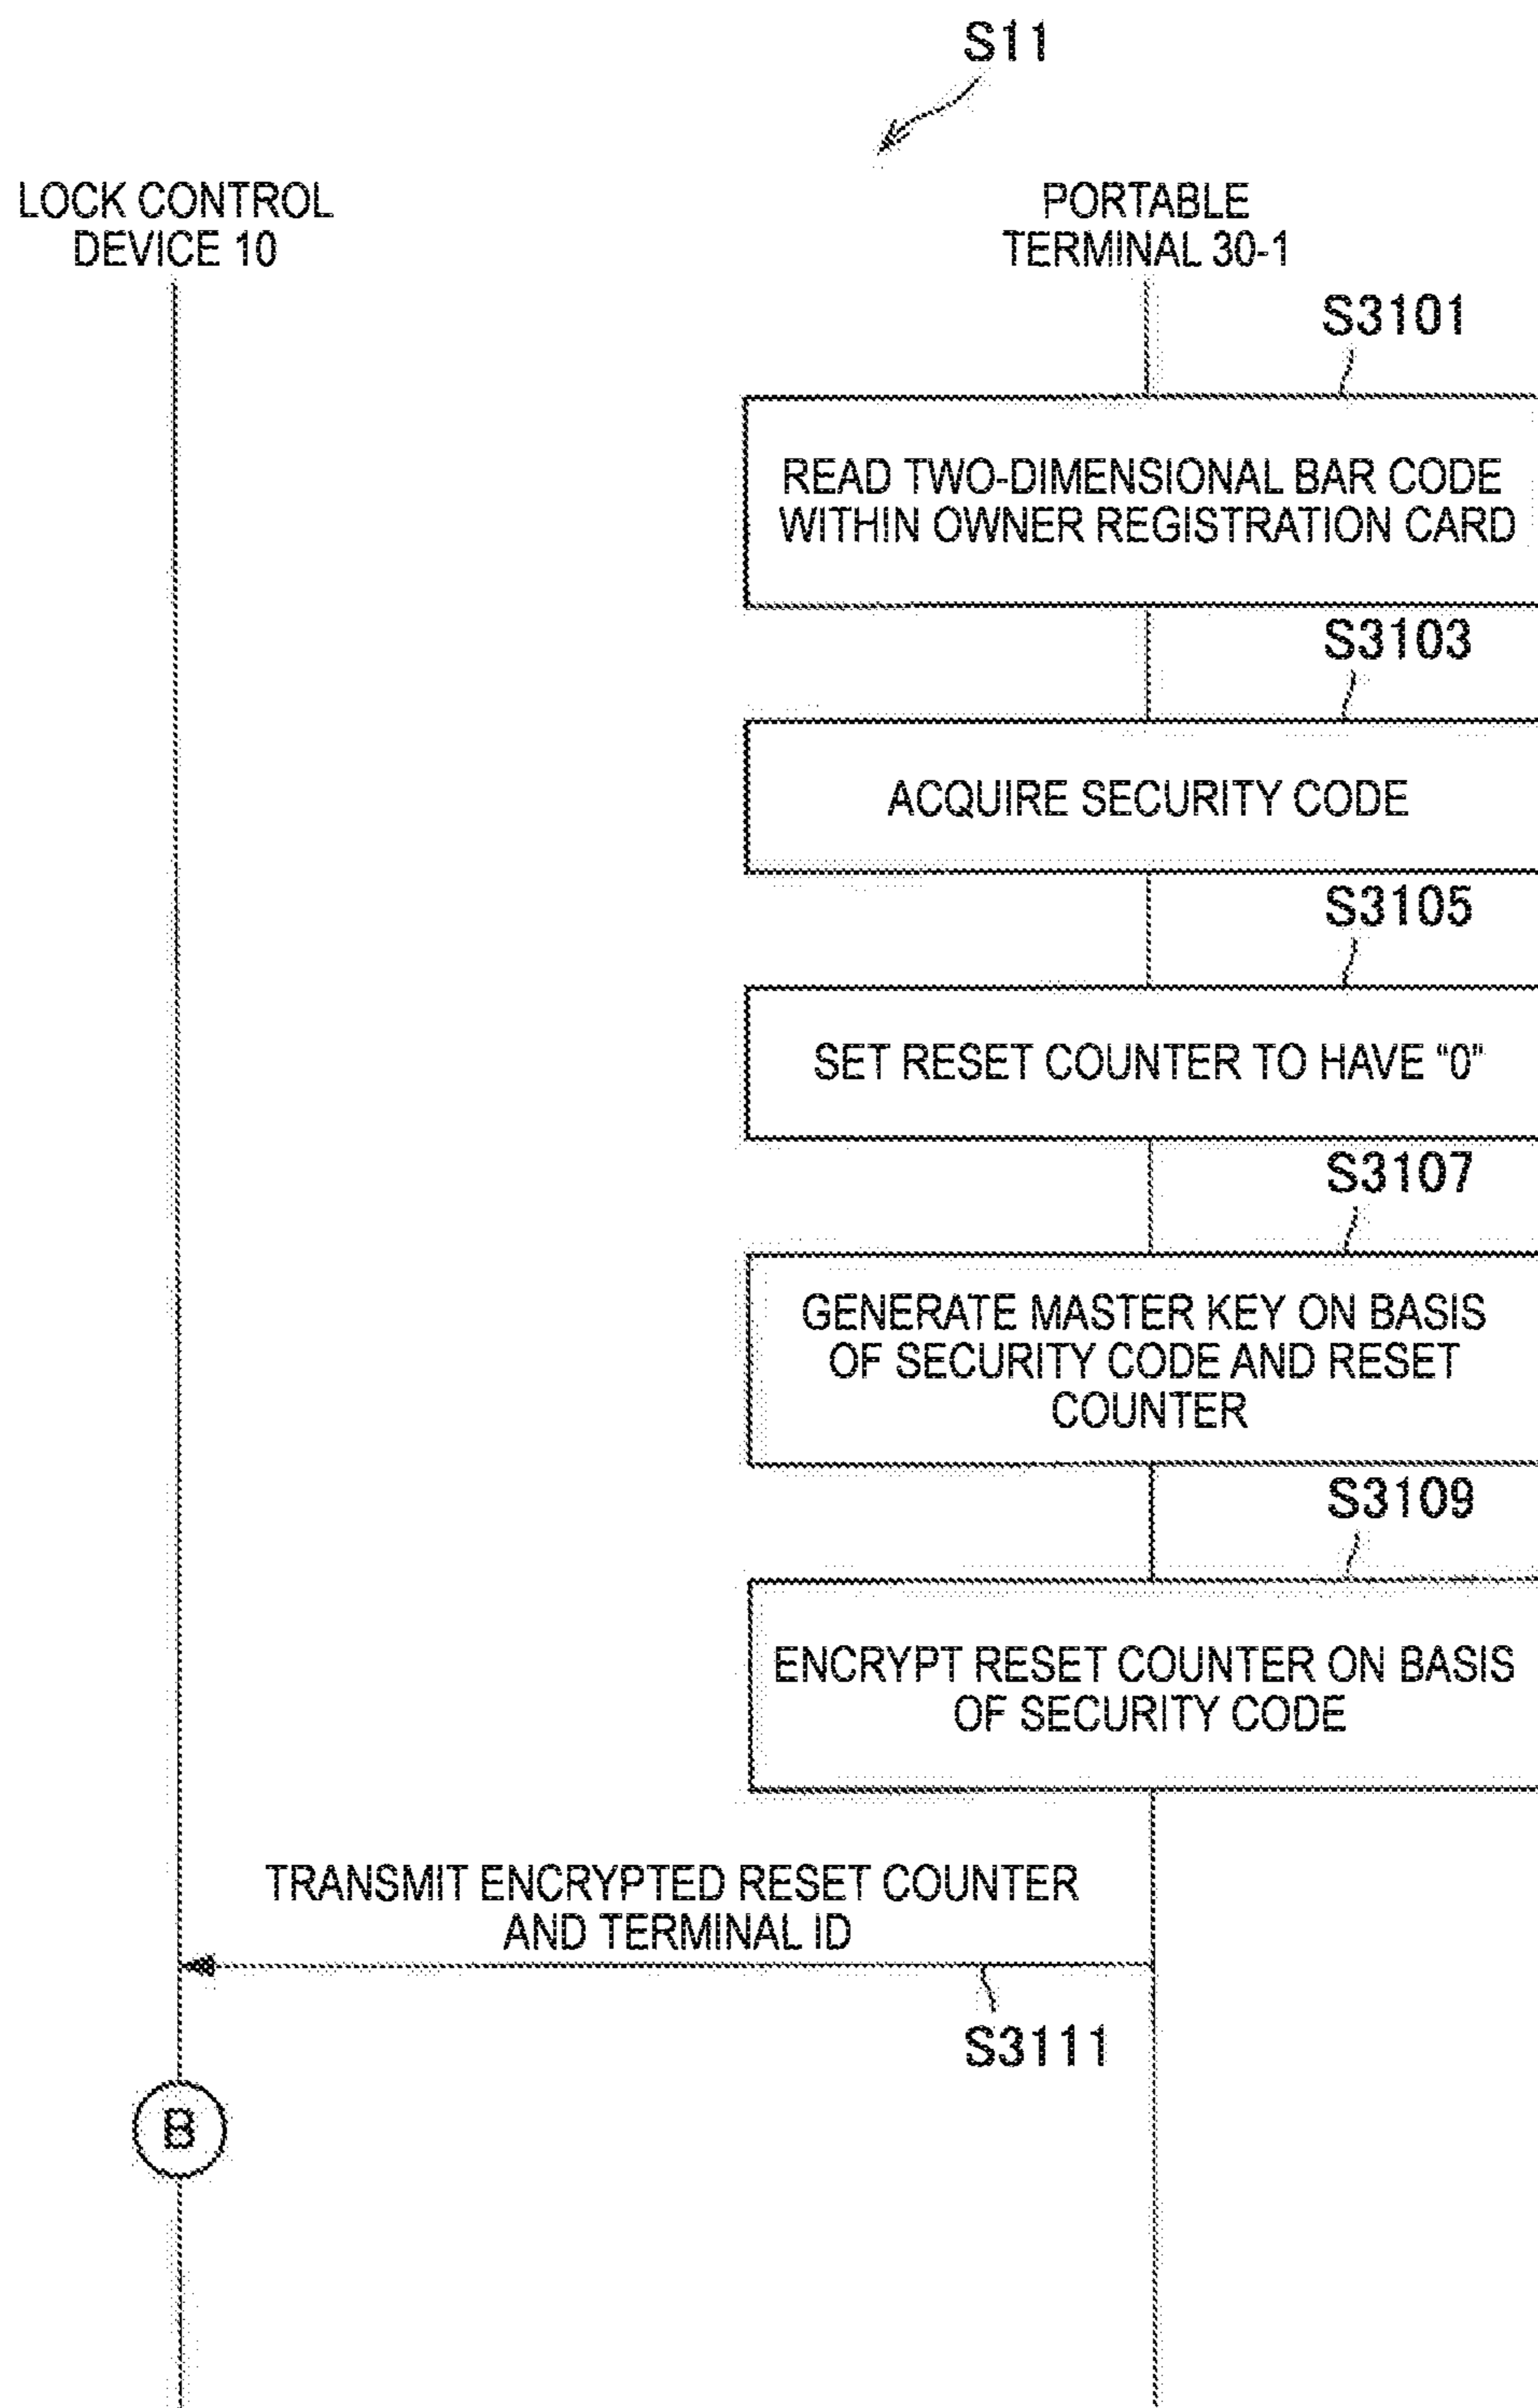 S11
LOCK CONTROL
DEVICE 10
PORTABLE
TERMINAL 30-1
S3101
READ TWO-DIMENSIONAL BAR CODE
WITHIN OWNER REGISTRATION CARD
S3103
ACQUIRE SECURITY CODE
S3105
SET RESET COUNTER TO HAVE "0"
S3107
GENERATE MASTER KEY ON BASIS
OF SECURITY CODE AND RESET
COUNTER
S3109
ENCRYPT RESET COUNTER ON BASIS
OF SECURITY CODE
TRANSMIT ENCRYPTED RESET COUNTER
AND TERMINAL ID
S3111
B